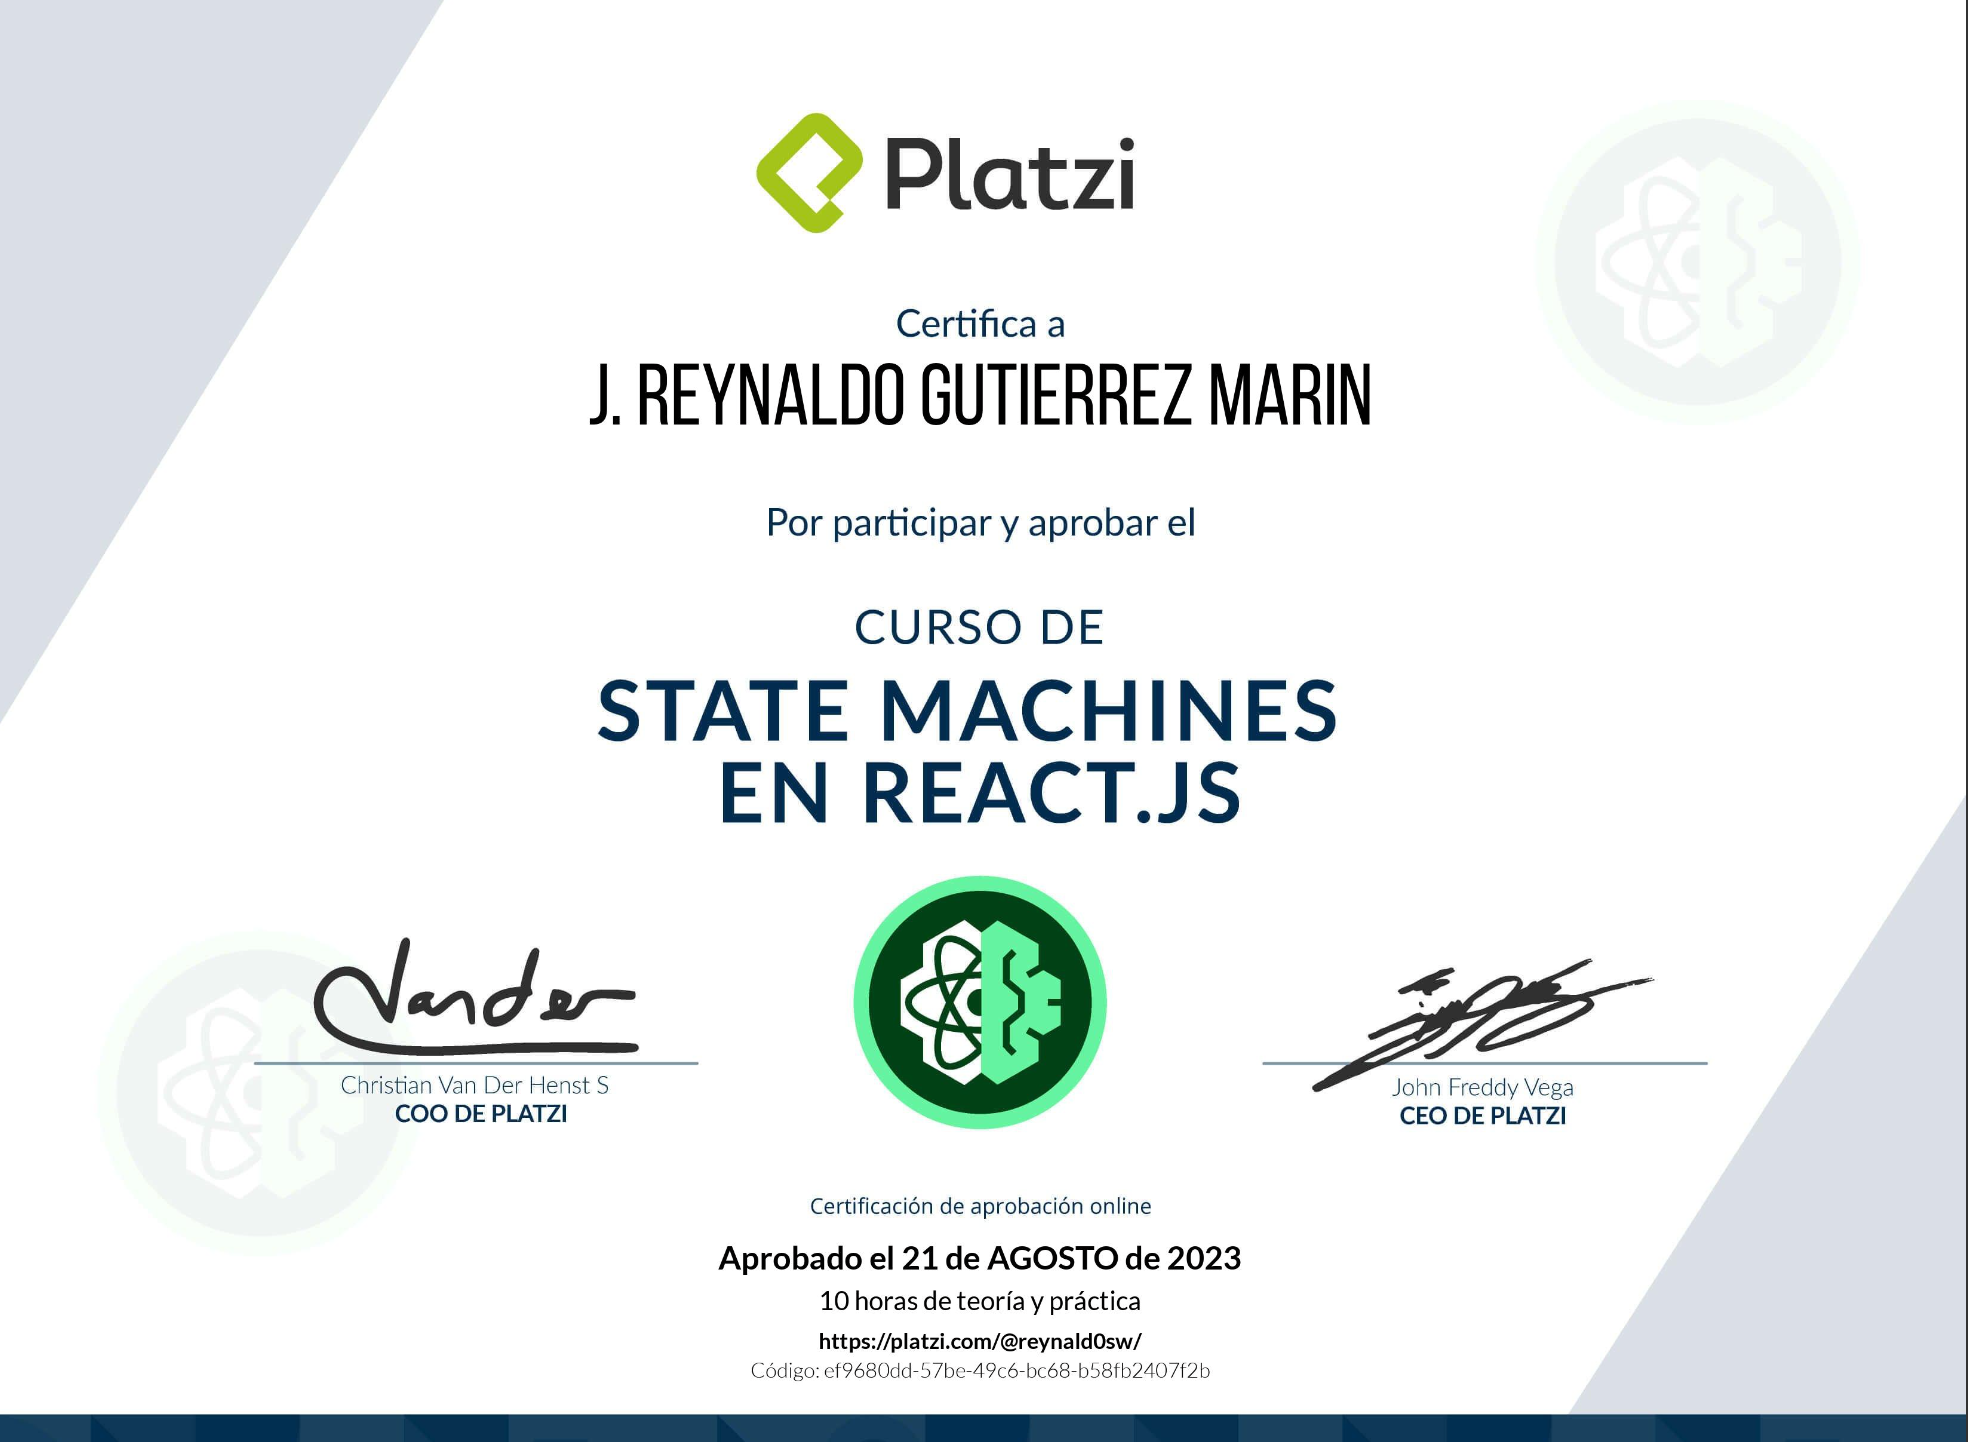 Platzi
Certifica a
J. REYNALDO GUTIERREZ MARIN
Por participar y aprobar el
CURSO DE
STATE MACHINES
EN REACT.JS
Vander
Christian Van Der Henst S
COO DE PLATZI
John Freddy Vega
CEO DE PLATZI
Certificación de aprobación online
Aprobado el 21 de AGOSTO de 2023
10 horas de teoría y práctica
https://platzi.com/@reynald0sw/
Código: ef9680dd-57be-49c6-bc68-b58fb2407f2b